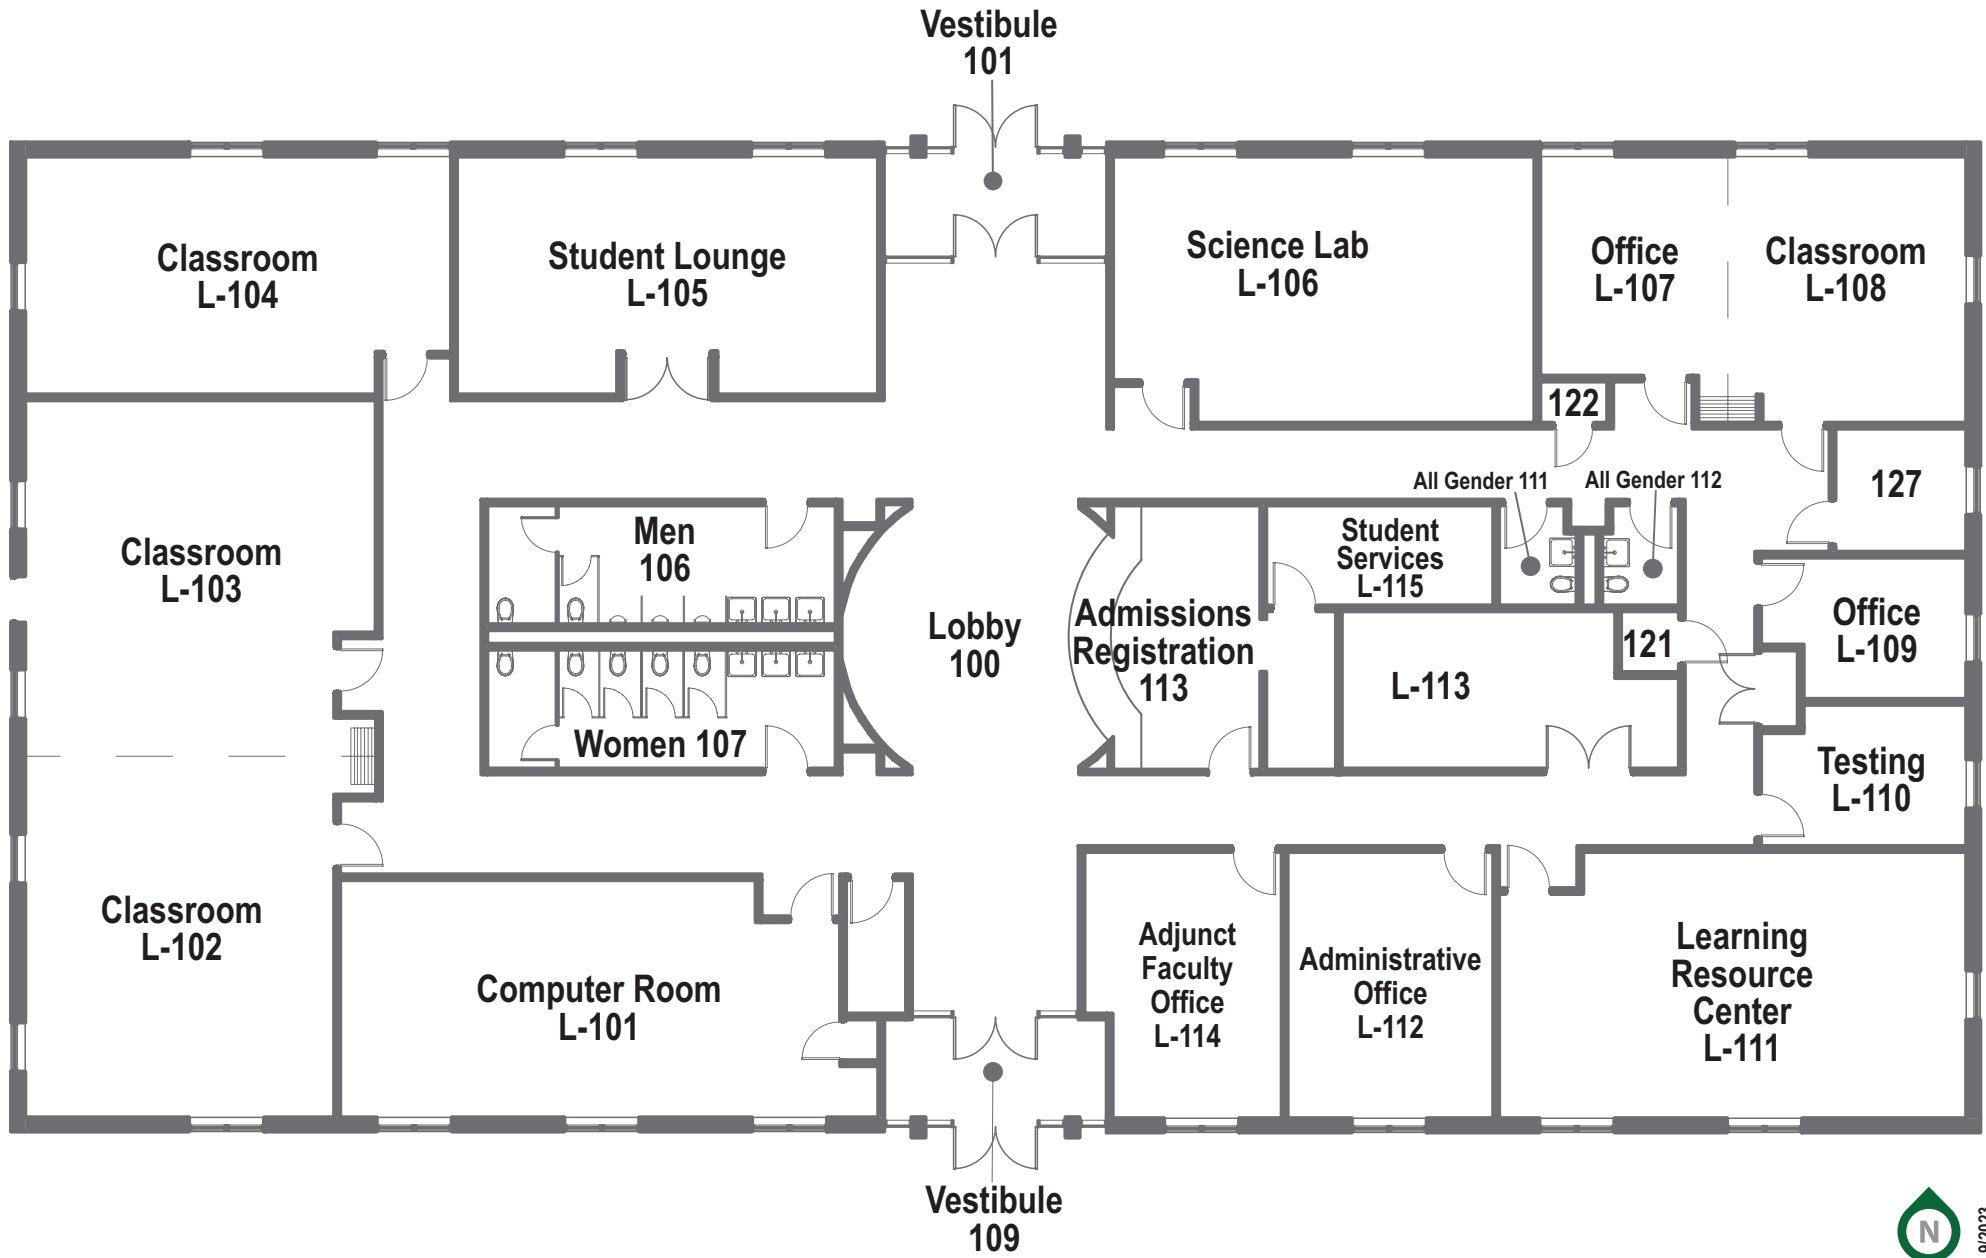 Vestibule
101
Classroom
L-104
Student Lounge
L-105
Science Lab
L-106
Office
L-107
Classroom
L-108
122
All Gender 111
All Gender 112
127
Men
106
Student
Services
L-115
Classroom
L-103
Lobby
100
Admissions
Registration
113
121
Office
L-109
L-113
Women 107
Testing
L-110
Classroom
L-102
Computer Room
L-101
Adjunct
Faculty
Office
L-114
Administrative
Office
L-112
Learning
Resource
Center
L-111
Vestibule
109
N